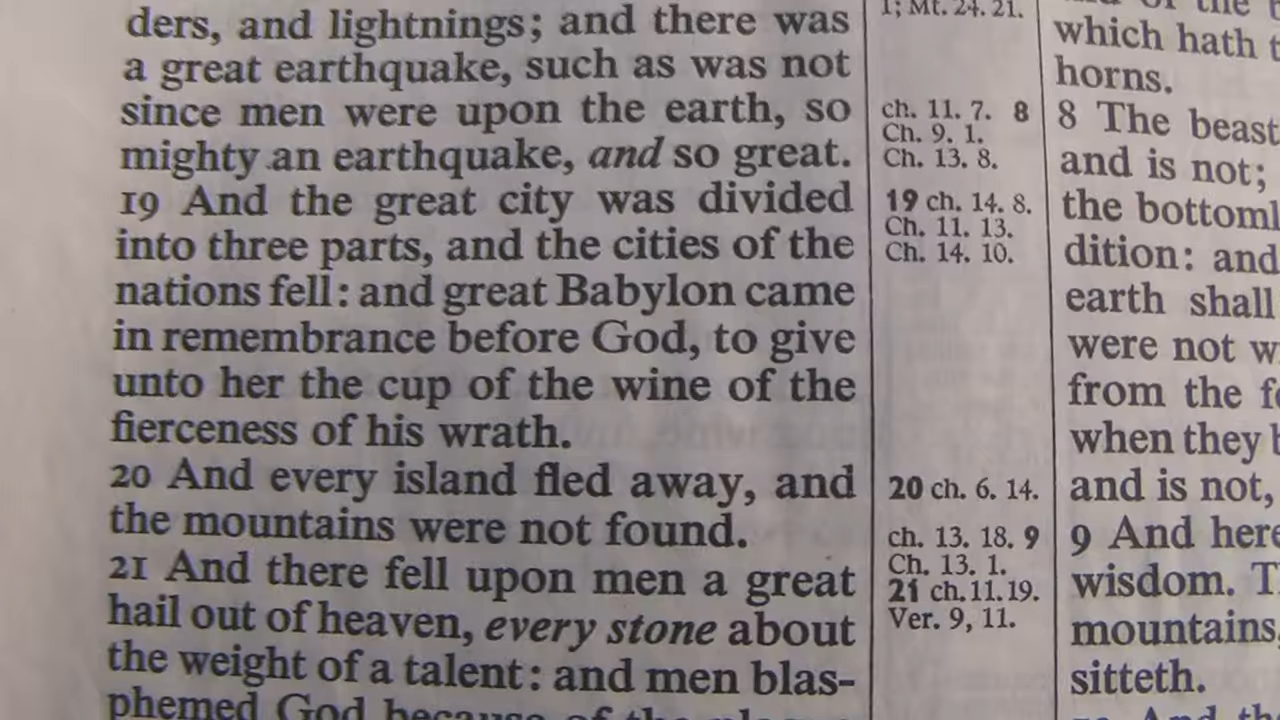 ders, and lightnings; and there was
a great earthquake, such as was not
since men were upon the earth, so
mighty an earthquake, and so great.
19 And the great city was divided
into three parts, and the cities of the
nations fell: and great Babylon came
in remembrance before God, to give
unto her the cup of the wine of the
fierceness of his wrath.
20 And every island fled away, and
the mountains were not found.
21 And there fell upon men a great
hail out of heaven, every stone about
the weight of a talent: and men blas-
phemed God because of the plague
1; Mt. 24. 21.
ch. 11. 7. 8
Ch. 9. 1.
Ch. 13. 8.
19 ch. 14. 8.
Ch. 11. 13.
Ch. 14. 10.
20 ch. 6. 14.
ch. 13. 18. 9
Ch. 13. 1.
21 ch. 11. 19.
Ver. 9, 11.
of the
which hath
horns.
8 The beast
and is not;
the bottoml
dition: and
earth shall
were not w
from the
when they
and is not,
9 And here
wisdom. T
mountains,
sitteth.
And th